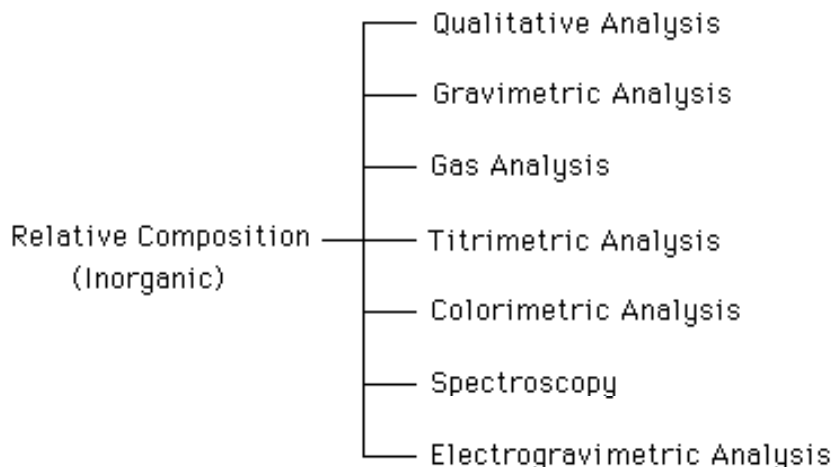 Qualitative Analysis
Gravimetric Analysis
Gas Analysis
Relative Composition
(Inorganic)
Titrimetric Analysis
Colorimetric Analysis
Spectroscopy
Electrogravimetric Analysis